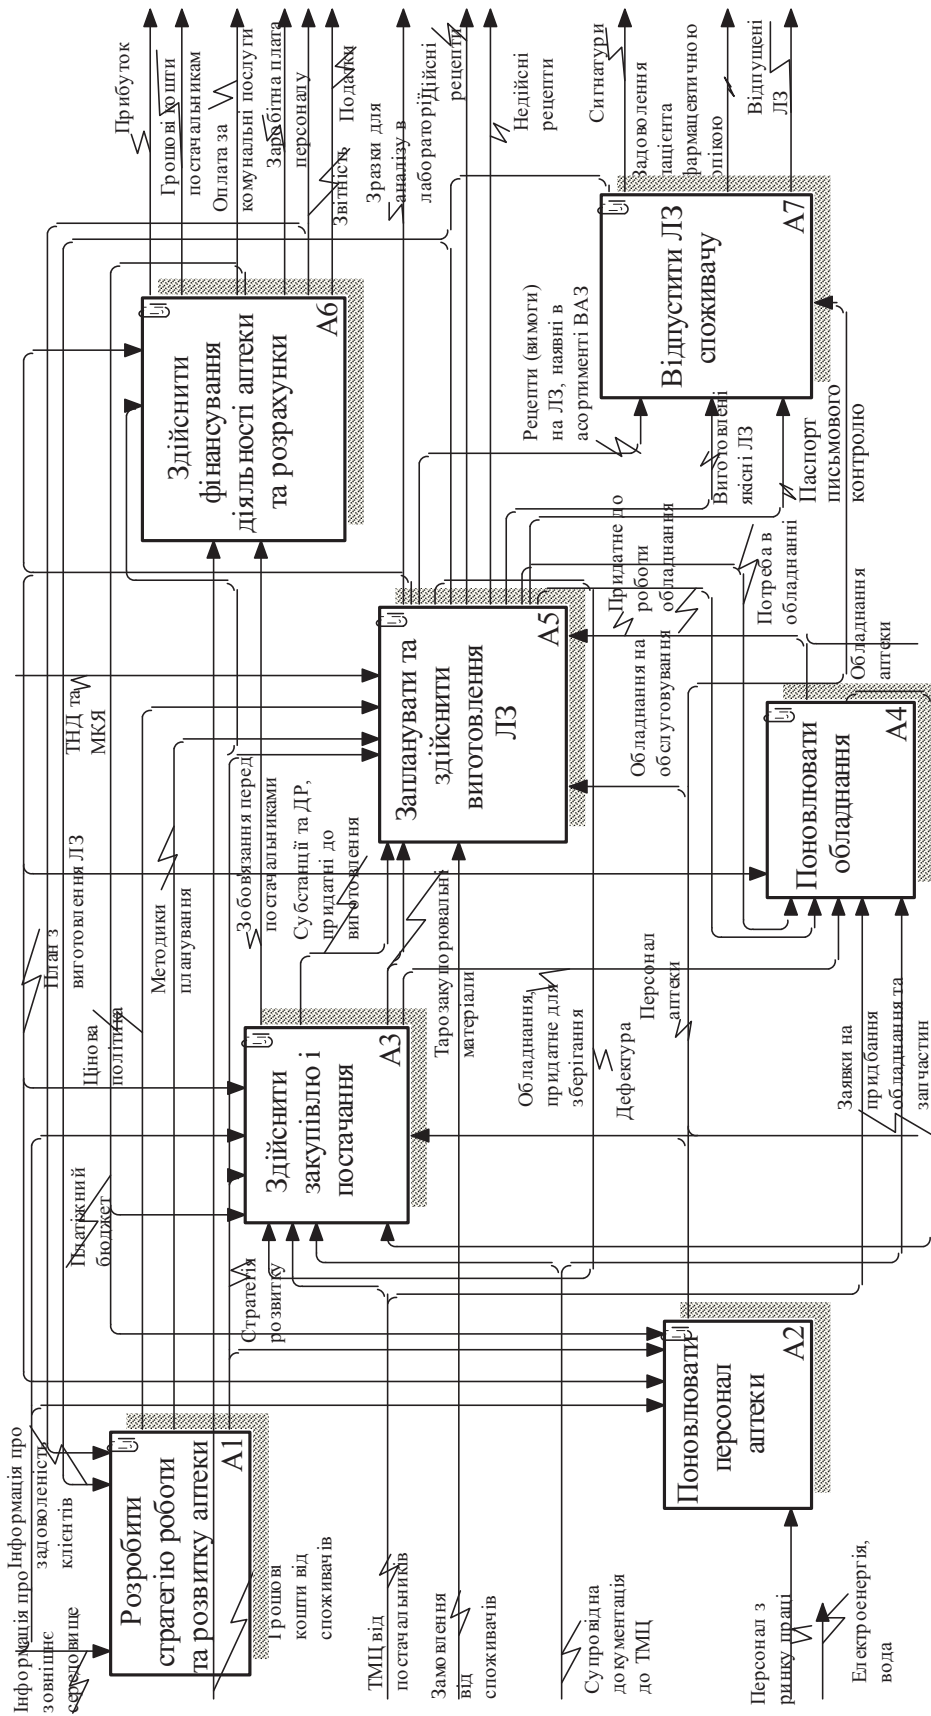 Інформація про
зовнішнє
середовище
Інформація про
задоволеність
клієнтів
Розробити
стратегію роботи
та розвитку аптеки
A1
Грошові
кошти від
споживачів
ТМЦ від
постачальників
Замовлення
від
споживачів
Супровідна
документація
до ТМЦ
Персонал з
ринку праці
Електроенергія,
вода
Поновлювати
персонал
аптеки
A2
Платіжний
бюджет
Стратегія
розвитку
Цінова
політика
План з
виготовлення ЛЗ
Методики
планування
Здійснити
закупівлю і
постачання
A3
Зобовязання перед
постачальниками
Субстанції та ДР,
придатні до
виготовлення
Тарозакупорювальні
матеріали
Обладнання,
придатне для
зберігання
Дефектура
Персонал
аптеки
Заявки на
придбання
обладнання та
запчастин
Поновлювати
обладнання
A4
ТНД та
МКЯ
Запланувати та
здійснити
виготовлення
ЛЗ
A5
Обладнання на
обслуговування
Придатне до
роботи
обладнання
Потреба в
обладнанні
Обладнання
аптеки
Здійснити
фінансування
діяльності аптеки
та розрахунки
A6
Рецепти (вимоги)
на ЛЗ, наявні в
асортименті ВАЗ
Виготовлені
якісні ЛЗ
Паспорт
письмового
контролю
Відпустити ЛЗ
споживачу
A7
Прибуток
Грошові кошти
постачальникам
Оплата за
комунальні послуги
Заробітна плата
персоналу
Звітність
Податки
Зразки для
аналізу в
лабораторії
Дійсні
рецепти
Недійсні
рецепти
Сигнатури
Задоволення
пацієнта
фармацевтичною
опікою
Відпущені
ЛЗ